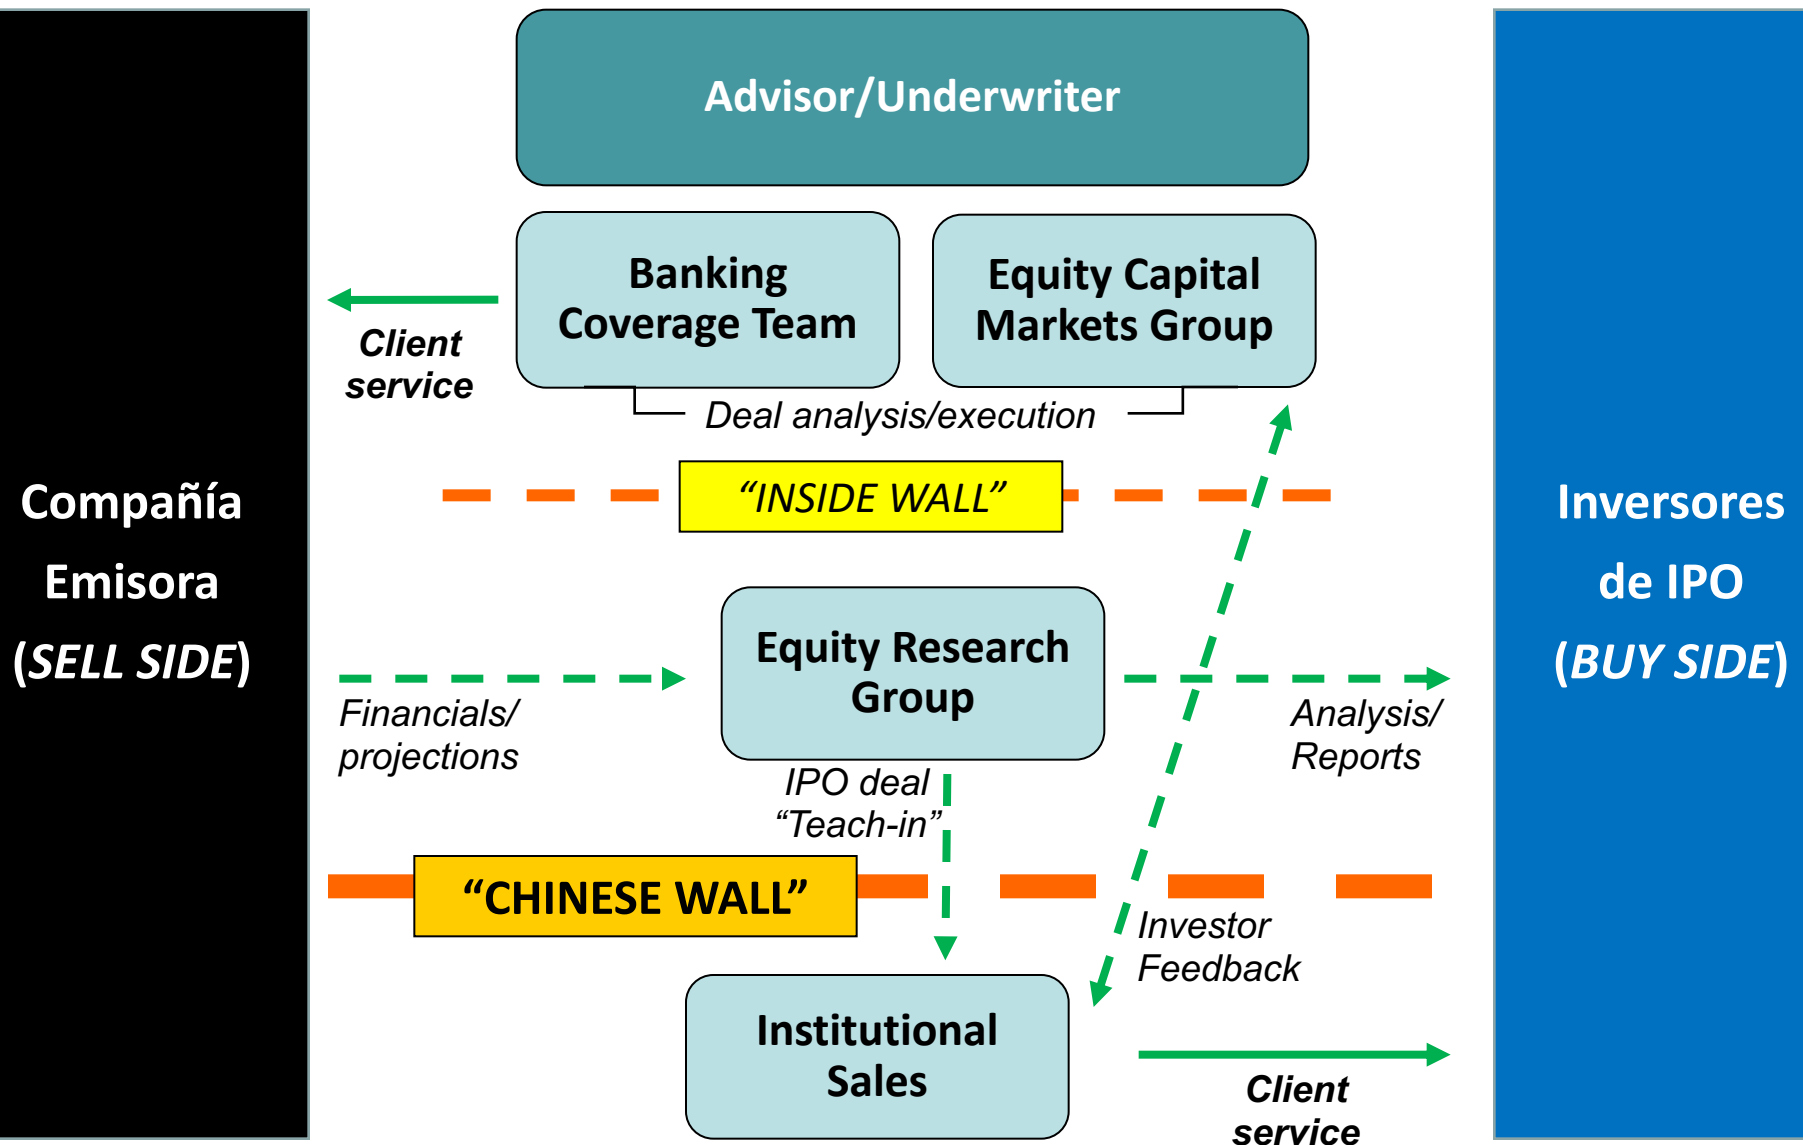 Advisor/Underwriter
Banking
Coverage Team
Equity Capital
Markets Group
Client
service
Deal analysis/execution
“INSIDE WALL”
Compañía
Emisora
(SELL SIDE)
Inversores
de IPO
(BUY SIDE)
Equity Research
Group
Financials/
projections
Analysis/
Reports
IPO deal
“Teach-in”
“CHINESE WALL”
Investor
Feedback
Institutional
Sales
Client
service